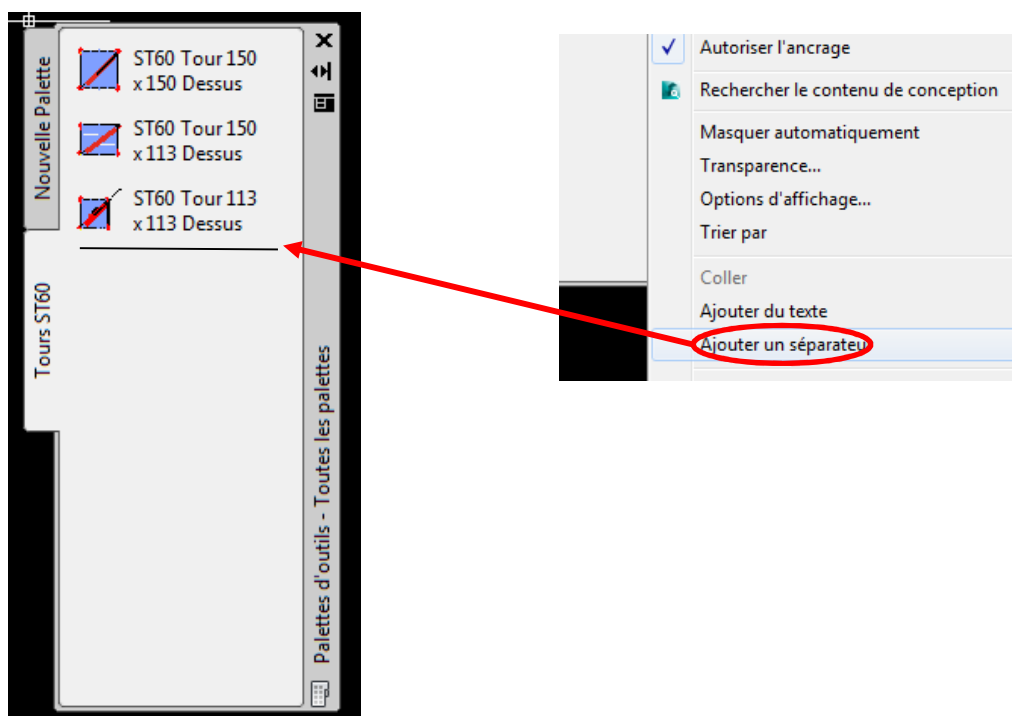 ST60 Tour 150
x 150 Dessus
ST60 Tour 150
x 113 Dessus
ST60 Tour 113
x 113 Dessus
Nouvelle Palette
Tours ST60
Palettes d'outils - Toutes les palettes
Autoriser l'ancrage
Rechercher le contenu de conception
Masquer automatiquement
Transparence...
Options d'affichage...
Trier par
Coller
Ajouter du texte
Ajouter un séparateu